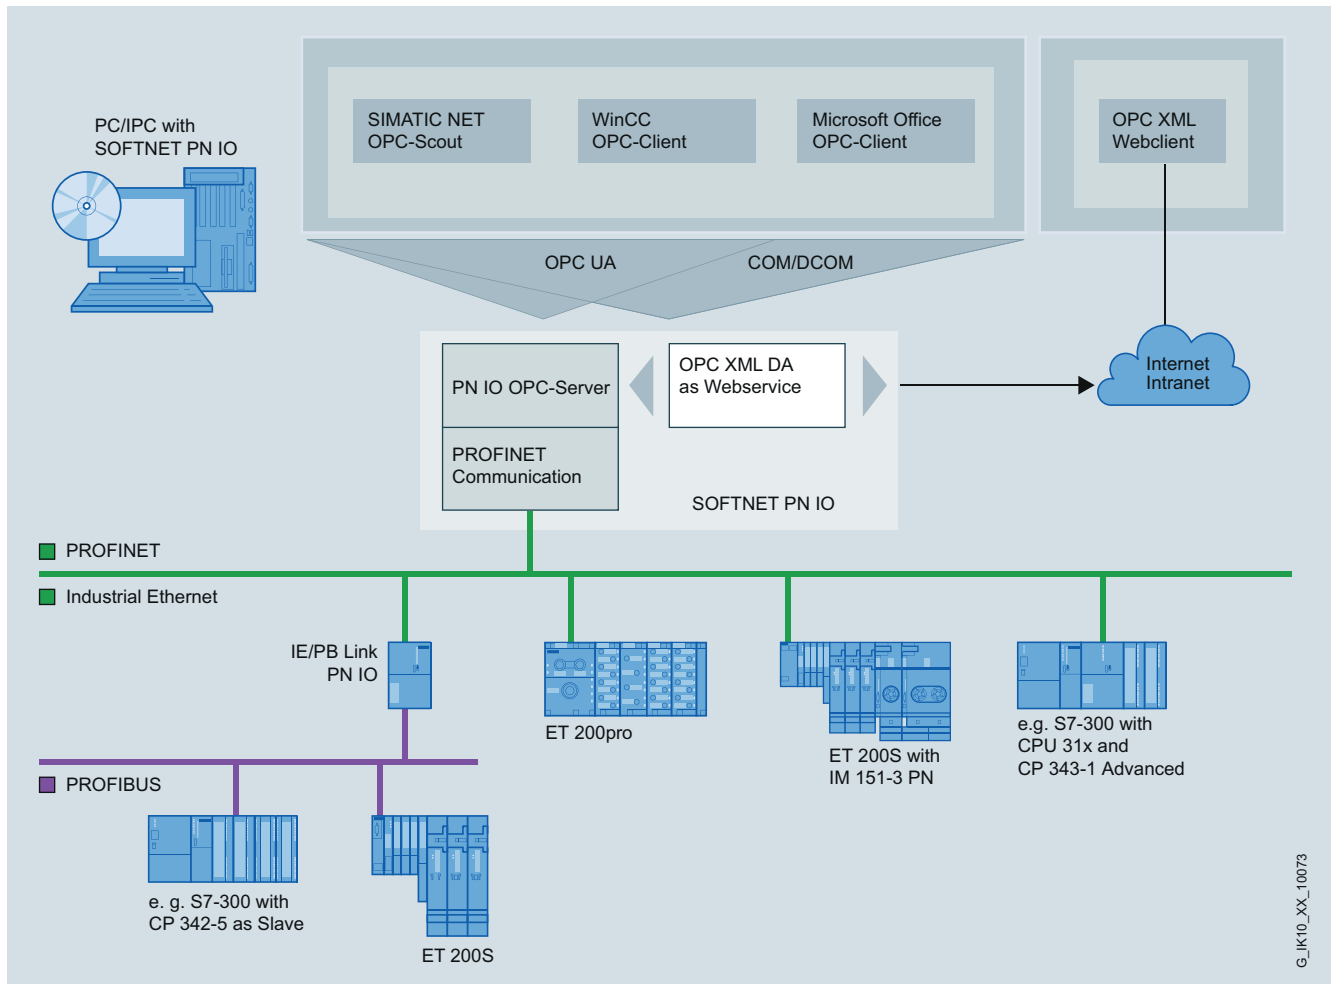 PC/IPC with
SOFTNET PN IO
SIMATIC NET
OPC-Scout
WinCC
OPC-Client
Microsoft Office
OPC-Client
OPC XML
Webclient
OPC UA
COM/DCOM
PN IO OPC-Server
OPC XML DA
as Webservice
Internet
Intranet
PROFINET
Communication
SOFTNET PN IO
PROFINET
Industrial Ethernet
IE/PB Link
PN IO
ET 200pro
ET 200S with
IM 151-3 PN
e.g. S7-300 with
CPU 31x and
CP 343-1 Advanced
PROFIBUS
e. g. S7-300 with
CP 342-5 as Slave
ET 200S
G_IK10_XX_10073